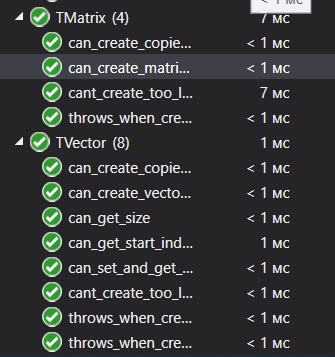 < 1 мс
TMatrix (4) 7 мс
can_create_copie... < 1 мс
can_create_matri... < 1 мс
cant_create_too_l... 7 мс
throws_when_cre... < 1 мс
TVector (8) 1 мс
can_create_copie... < 1 мс
can_create_vecto... < 1 мс
can_get_size < 1 мс
can_get_start_ind... 1 мс
can_set_and_get_... < 1 мс
cant_create_too_l... < 1 мс
throws_when_cre... < 1 мс
throws_when_cre... < 1 мс